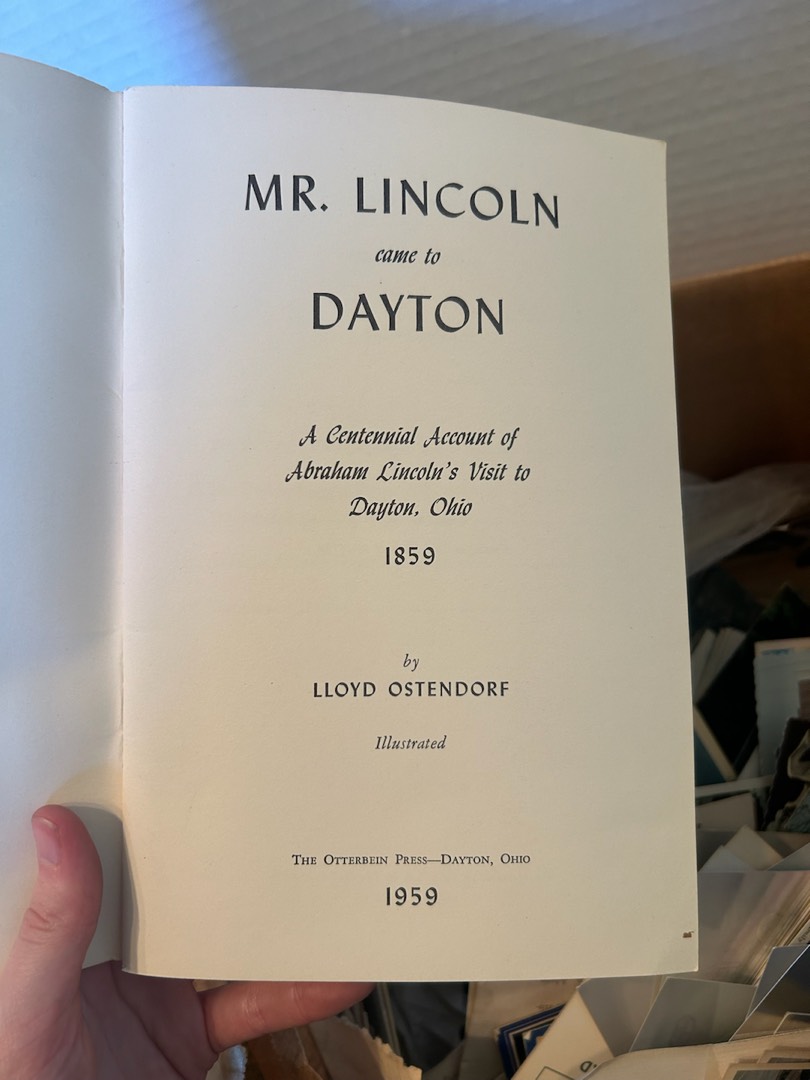 MR. LINCOLN
came to
DAYTON
A Centennial Account of
Abraham Lincoln's Visit to
Dayton, Ohio
1859
by
LLOYD OSTENDORF
Illustrated
THE OTTERBEIN PRESS—DAYTON, OHIO
1959